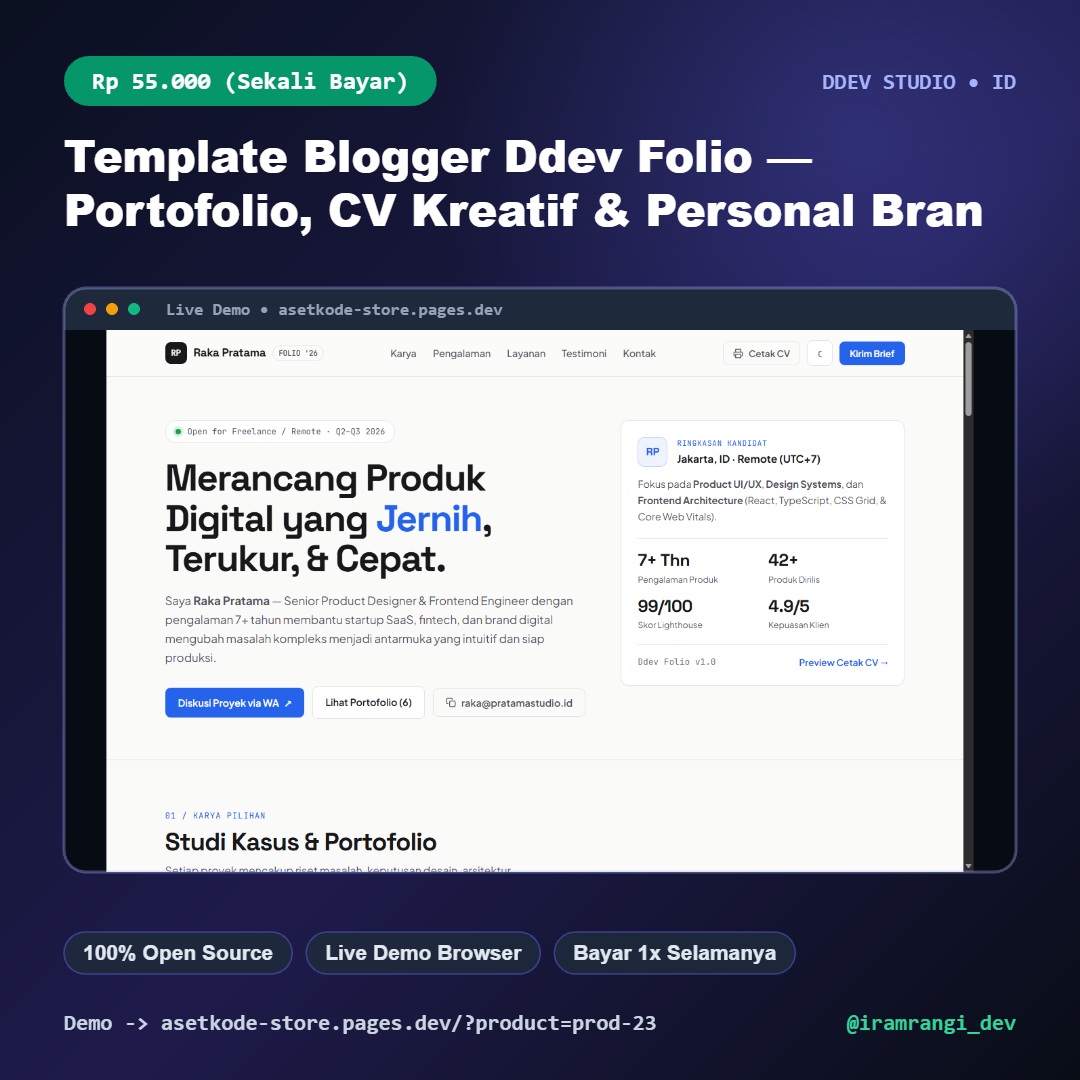 Rp 55.000 (Sekali Bayar)
DDEV STUDIO • ID
Template Blogger Ddev Folio —
Portofolio, CV Kreatif & Personal Bran
Live Demo • asetkode-store.pages.dev
RP Raka Pratama FOLIO '26
Karya Pengalaman Layanan Testimoni Kontak
Cetak CV
☾
Kirim Brief
Open for Freelance / Remote · Q2-Q3 2026
Merancang Produk
Digital yang Jernih,
Terukur, & Cepat.
Saya Raka Pratama — Senior Product Designer & Frontend Engineer dengan
pengalaman 7+ tahun membantu startup SaaS, fintech, dan brand digital
mengubah masalah kompleks menjadi antarmuka yang intuitif dan siap
produksi.
Diskusi Proyek via WA ↗
Lihat Portofolio (6)
raka@pratamastudio.id
RP
RINGKASAN KANDIDAT
Jakarta, ID · Remote (UTC+7)
Fokus pada Product UI/UX, Design Systems, dan
Frontend Architecture (React, TypeScript, CSS Grid, &
Core Web Vitals).
7+ Thn
Pengalaman Produk
42+
Produk Dirilis
99/100
Skor Lighthouse
4.9/5
Kepuasan Klien
Ddev Folio v1.0
Preview Cetak CV →
01 / KARYA PILIHAN
Studi Kasus & Portofolio
Setiap proyek mencakup riset masalah, keputusan desain, arsitektur
100% Open Source
Live Demo Browser
Bayar 1x Selamanya
Demo -> asetkode-store.pages.dev/?product=prod-23
@iramrangi_dev